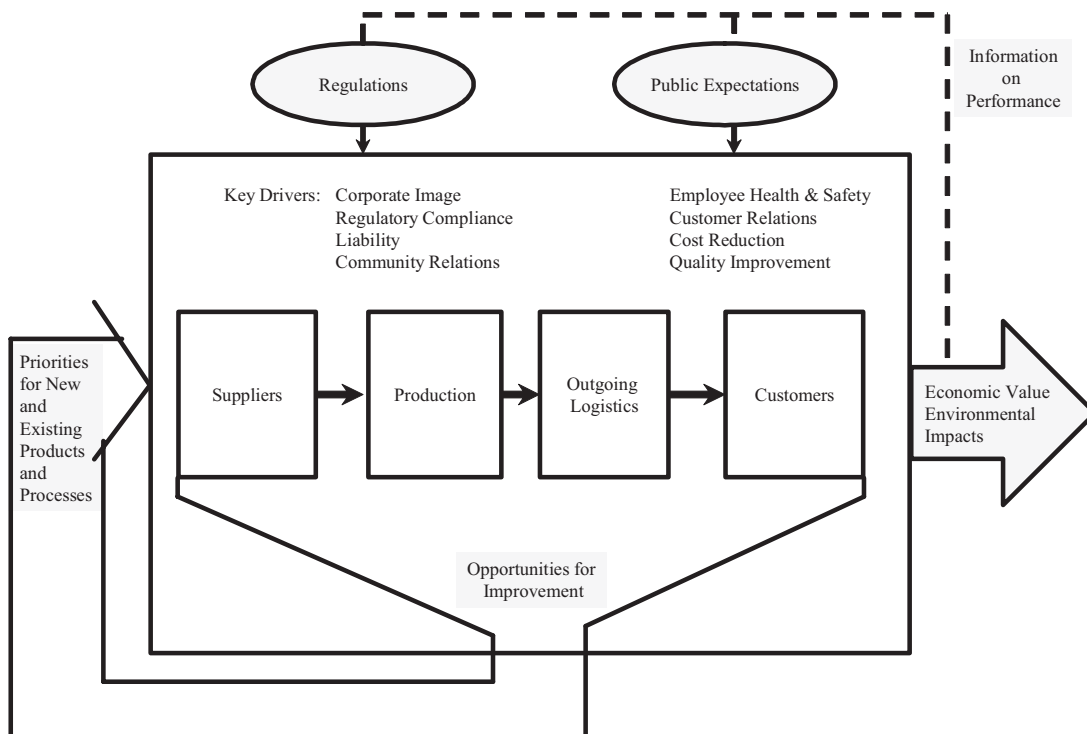 Regulations
Public Expectations
Information
on
Performance
Key Drivers: Corporate Image
Regulatory Compliance
Liability
Community Relations
Employee Health & Safety
Customer Relations
Cost Reduction
Quality Improvement
Priorities
for New
and
Existing
Products
and
Processes
Suppliers
Production
Outgoing
Logistics
Customers
Economic Value
Environmental
Impacts
Opportunities for
Improvement